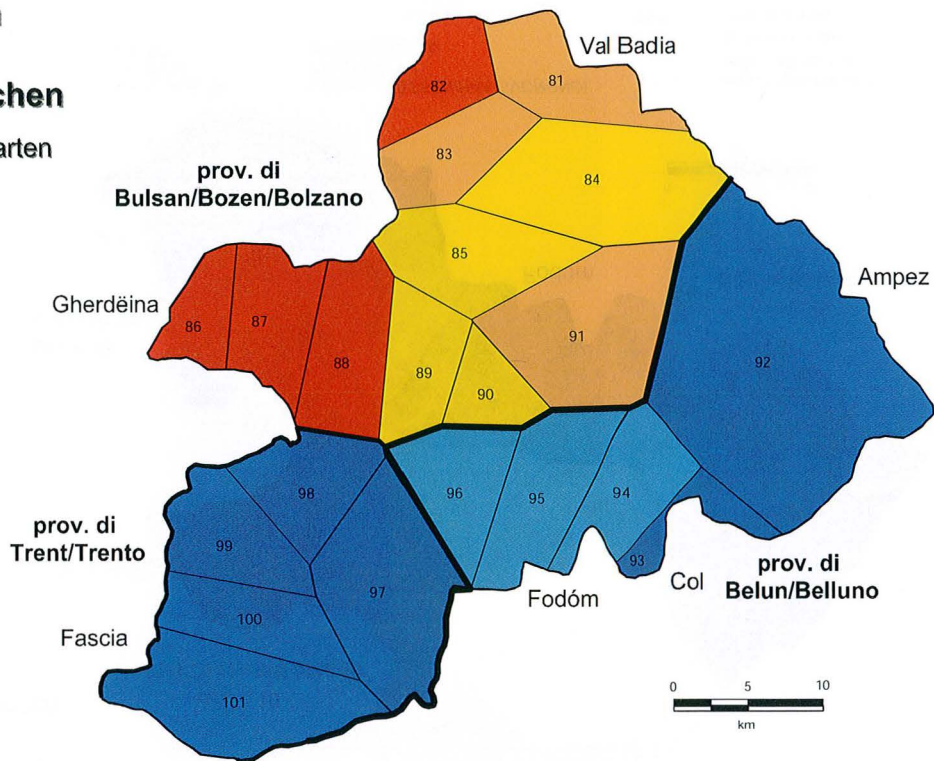 chen
arten
Val Badia
82
81
83
84
prov. di
Bulsan/Bozen/Bolzano
85
Gherdëina
86
87
88
89
90
91
92
Ampez
96
95
94
93
98
99
97
100
101
prov. di
Trent/Trento
Fascia
Fodóm
Col
prov. di
Belun/Belluno
0 5 10
km